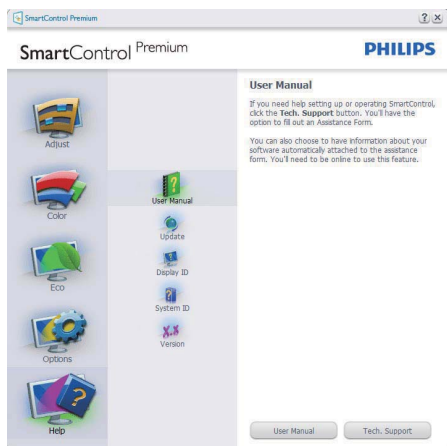 SmartControl Premium
SmartControl Premium
PHILIPS
Adjust
Color
Eco
Options
Help
User Manual
Update
Display ID
System ID
X.X
Version
User Manual
If you need help setting up or operating SmartControl,
click the Tech. Support button. You'll have the
option to fill out an Assistance Form.
You can also choose to have information about your
software automatically attached to the assistance
form. You'll need to be online to use this feature.
User Manual
Tech. Support